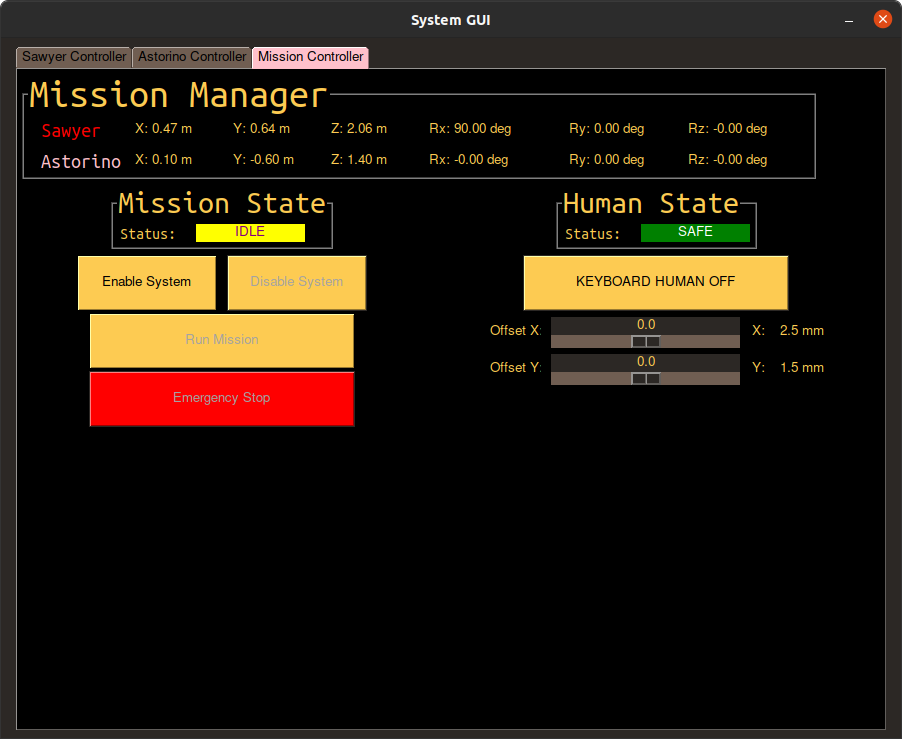 System GUI
Sawyer Controller Astorino Controller Mission Controller
Mission Manager
Sawyer X: 0.47 m Y: 0.64 m Z: 2.06 m Rx: 90.00 deg Ry: 0.00 deg Rz: -0.00 deg
Astorino X: 0.10 m Y: -0.60 m Z: 1.40 m Rx: -0.00 deg Ry: 0.00 deg Rz: -0.00 deg
Mission State Human State
Status: IDLE Status: SAFE
Enable System Disable System KEYBOARD HUMAN OFF
0.0
Offset X: X: 2.5 mm
Run Mission
0.0
Offset Y: Y: 1.5 mm
Emergency Stop